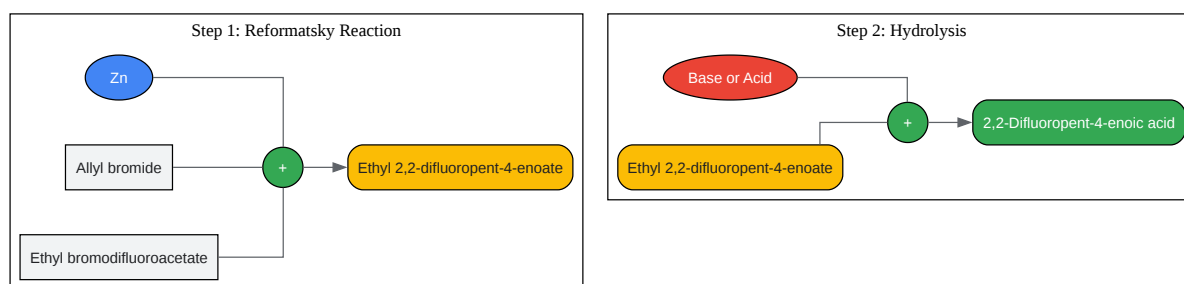 Step 1: Reformatsky Reaction
Zn
Allyl bromide
+
Ethyl 2,2-difluoropent-4-enoate
Ethyl bromodifluoroacetate
Step 2: Hydrolysis
Base or Acid
+
2,2-Difluoropent-4-enoic acid
Ethyl 2,2-difluoropent-4-enoate